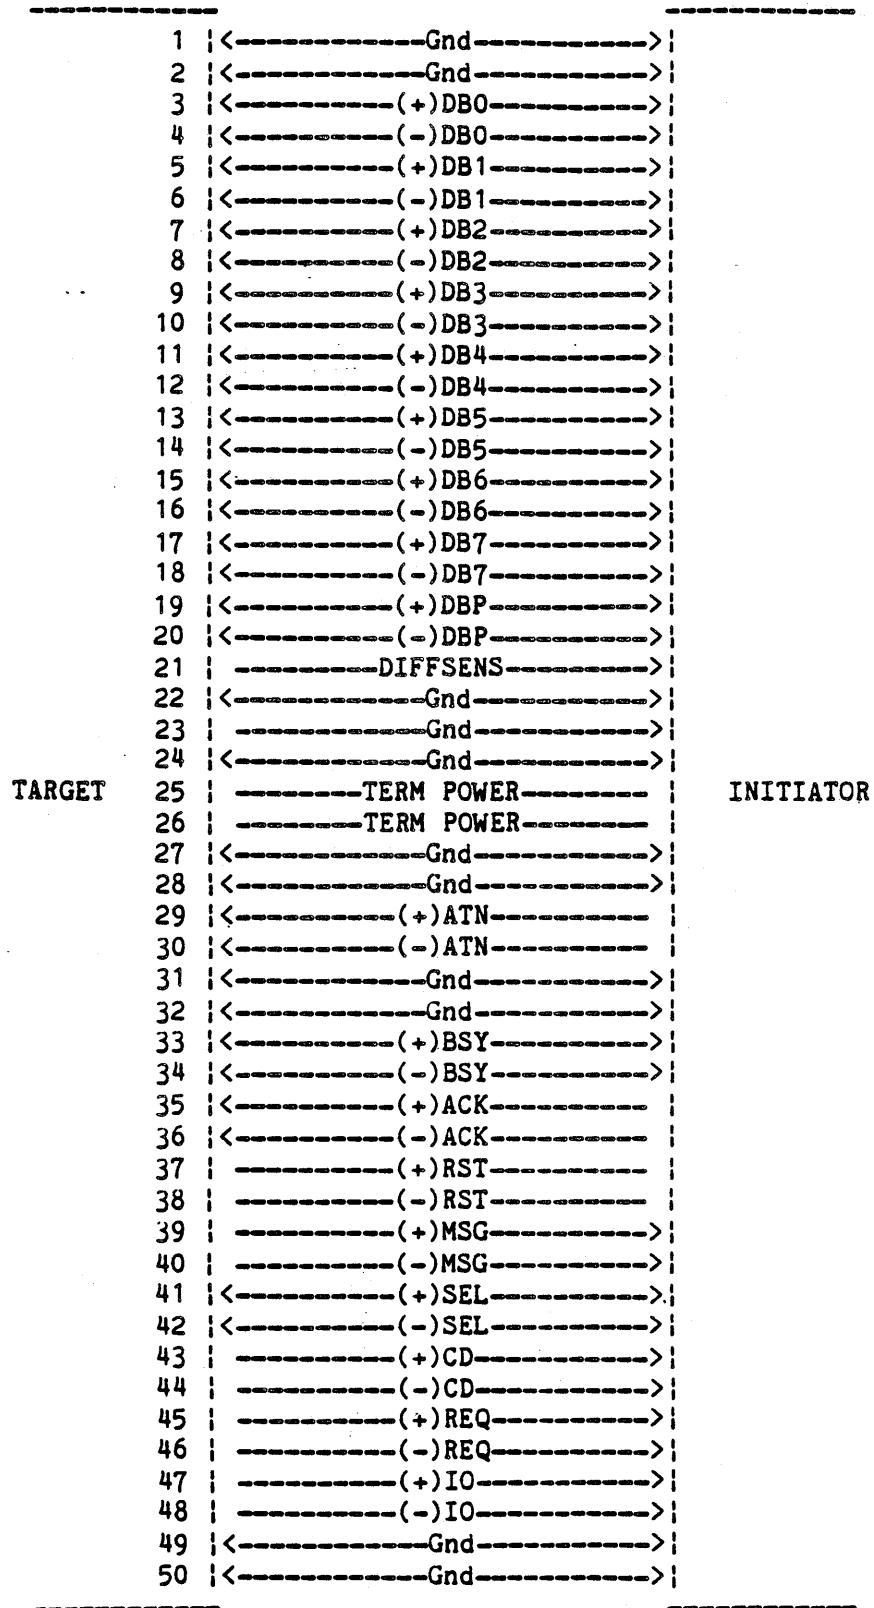 1 |<------------Gnd----------->|
2 |<------------Gnd----------->|
3 |<----------(+)DB0---------->|
4 |<----------(-)DB0---------->|
5 |<----------(+)DB1---------->|
6 |<----------(-)DB1---------->|
7 |<----------(+)DB2---------->|
8 |<----------(-)DB2---------->|
9 |<----------(+)DB3---------->|
10 |<----------(-)DB3---------->|
11 |<----------(+)DB4---------->|
12 |<----------(-)DB4---------->|
13 |<----------(+)DB5---------->|
14 |<----------(-)DB5---------->|
15 |<----------(+)DB6---------->|
16 |<----------(-)DB6---------->|
17 |<----------(+)DB7---------->|
18 |<----------(-)DB7---------->|
19 |<----------(+)DBP---------->|
20 |<----------(-)DBP---------->|
21 | ---------DIFFSENS--------->|
22 |<------------Gnd----------->|
23 | ------------Gnd----------->|
24 |<------------Gnd----------->|
TARGET 25 | --------TERM POWER-------- | INITIATOR
26 | --------TERM POWER-------- |
27 |<------------Gnd----------->|
28 |<------------Gnd----------->|
29 |<----------(+)ATN---------- |
30 |<----------(-)ATN---------- |
31 |<------------Gnd----------->|
32 |<------------Gnd----------->|
33 |<----------(+)BSY---------->|
34 |<----------(-)BSY---------->|
35 |<----------(+)ACK---------- |
36 |<----------(-)ACK---------- |
37 | ----------(+)RST---------- |
38 | ----------(-)RST---------- |
39 | ----------(+)MSG---------->|
40 | ----------(-)MSG---------->|
41 |<----------(+)SEL---------->|
42 |<----------(-)SEL---------->|
43 | ----------(+)CD----------->|
44 | ----------(-)CD----------->|
45 | ----------(+)REQ---------->|
46 | ----------(-)REQ---------->|
47 | ----------(+)IO----------->|
48 | ----------(-)IO----------->|
49 |<------------Gnd----------->|
50 |<------------Gnd----------->|